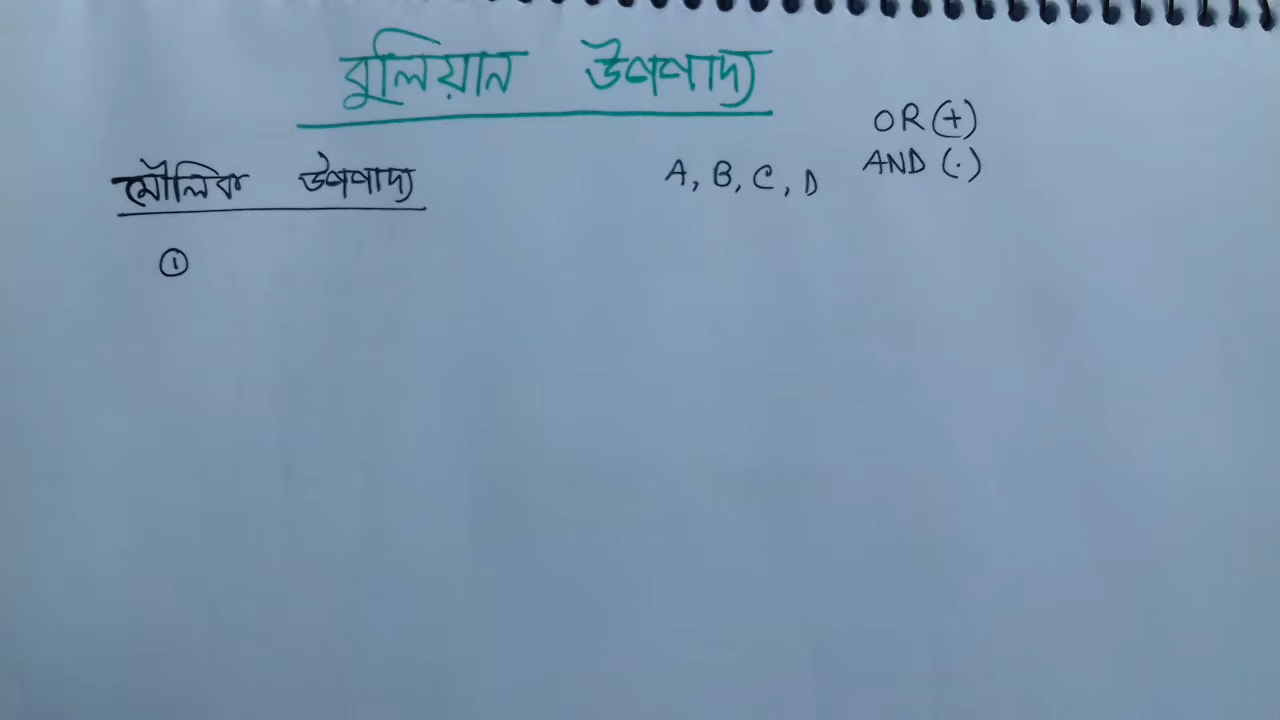 বুলিয়ান উপপাদ্য
OR (+)
মৌলিক উপপাদ্য A, B, C, D AND (·)
①